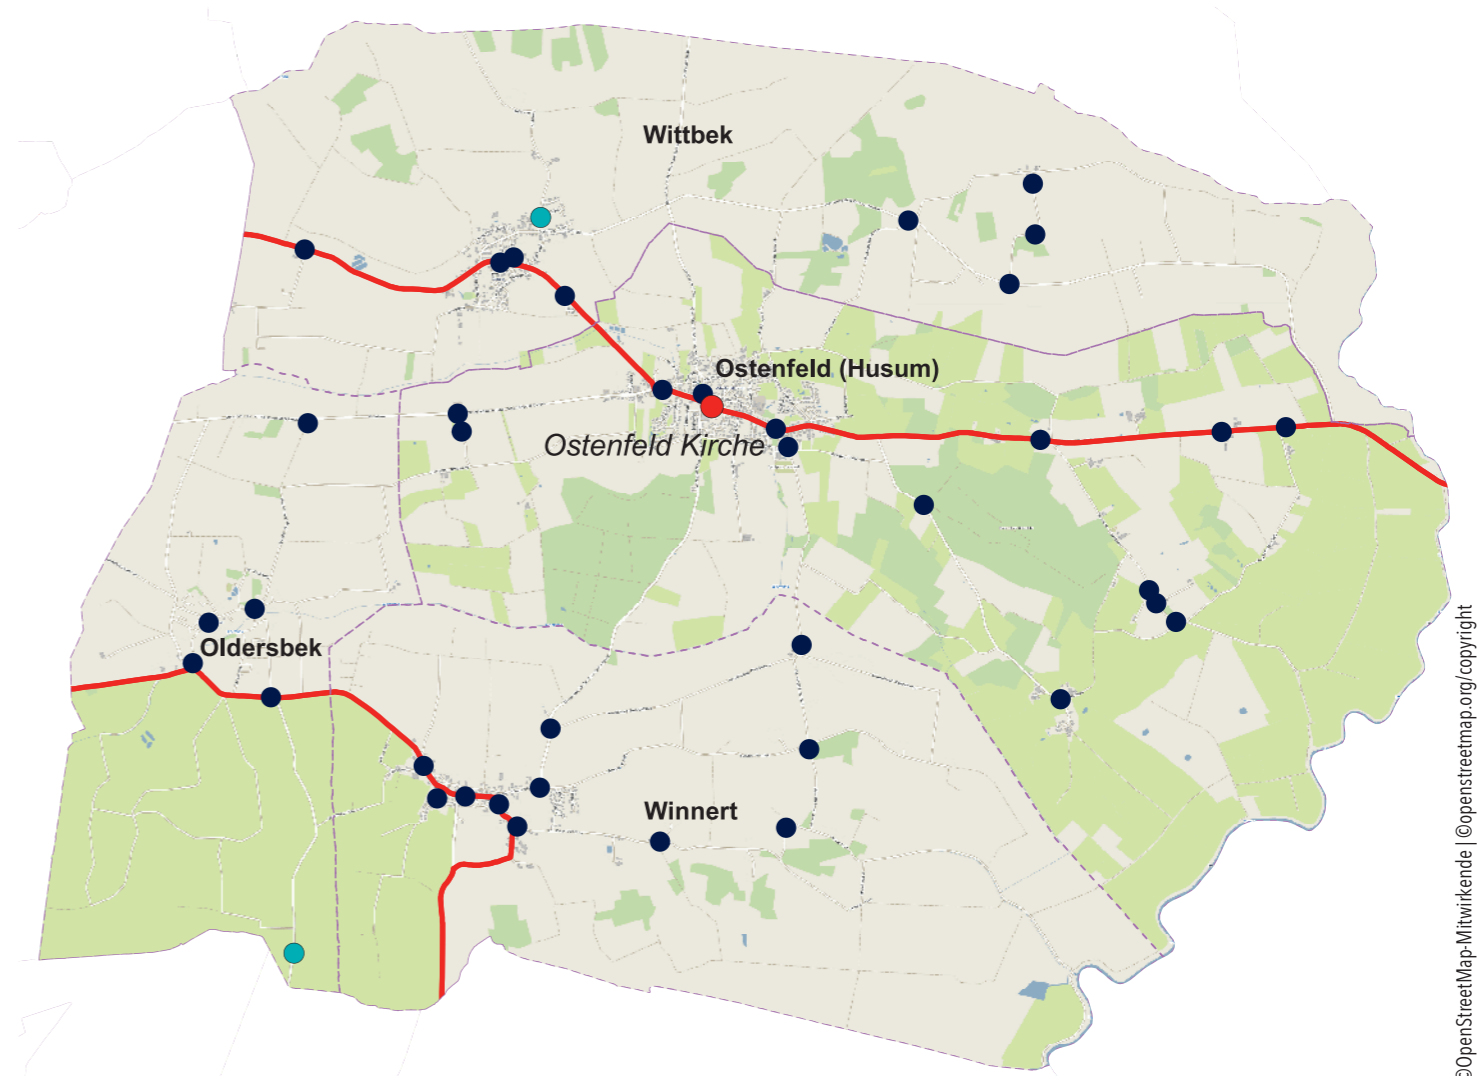 Wittbek
Ostenfeld (Husum)
Ostenfeld Kirche
Oldersbek
Winnert
©OpenStreetMap-Mitwirkende | ©openstreetmap.org/copyright